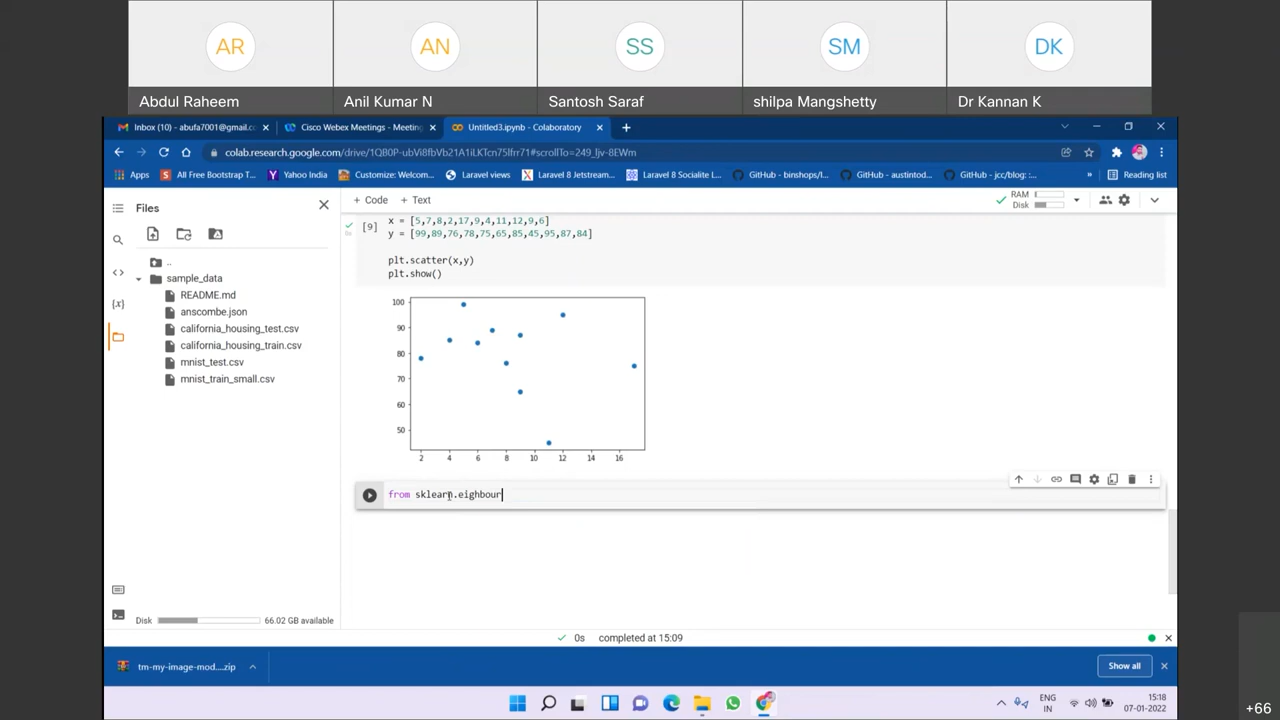 AR
AN
SS
SM
DK
Abdul Raheem
Anil Kumar N
Santosh Saraf
shilpa Mangshetty
Dr Kannan K
Inbox (10) - abufa7001@gmail.c
Cisco Webex Meetings - Meetin
Untitled3.ipynb - Colaboratory
colab.research.google.com/drive/1QB0P-ubVi8fbVb21A1iLKTcn75lfrr71#scrollTo=249_Ijv-8EWm
Apps
All Free Bootstrap T...
Yahoo India
Customize: Welcom...
Laravel views
Laravel 8 Jetstream...
Laravel 8 Socialite L...
GitHub - binshops/l...
GitHub - austintod...
GitHub - jcc/blog: :...
»
Reading list
Files
+ Code
+ Text
RAM
Disk
..
sample_data
README.md
anscombe.json
california_housing_test.csv
california_housing_train.csv
mnist_test.csv
mnist_train_small.csv
[9]
0s
x = [5,7,8,2,17,9,4,11,12,9,6]
y = [99,89,76,78,75,65,85,45,95,87,84]
plt.scatter(x,y)
plt.show()
100
90
80
70
60
50
2 4 6 8 10 12 14 16
from sklearn.eighbour
Disk
66.02 GB available
0s completed at 15:09
tm-my-image-mod....zip
Show all
ENG
IN
15:18
07-01-2022
+66